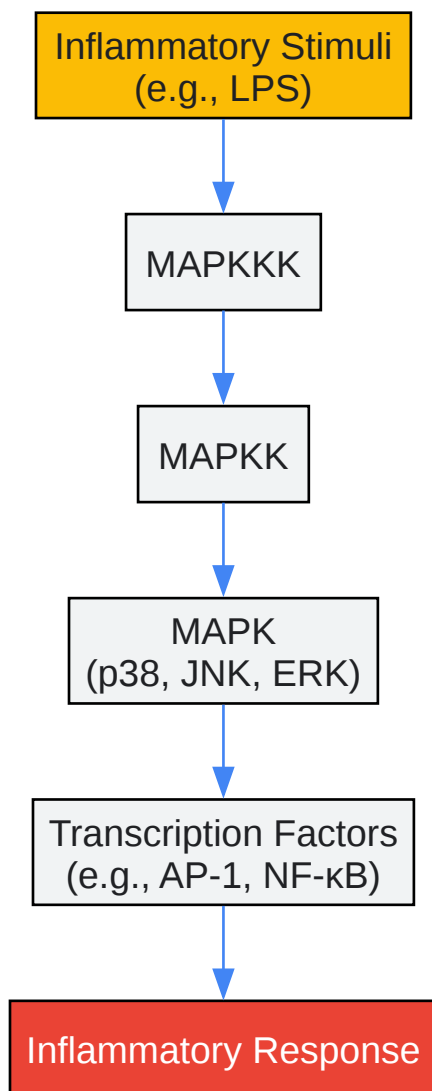 Inflammatory Stimuli
(e.g., LPS)
MAPKKK
MAPKK
MAPK
(p38, JNK, ERK)
Transcription Factors
(e.g., AP-1, NF-κB)
Inflammatory Response